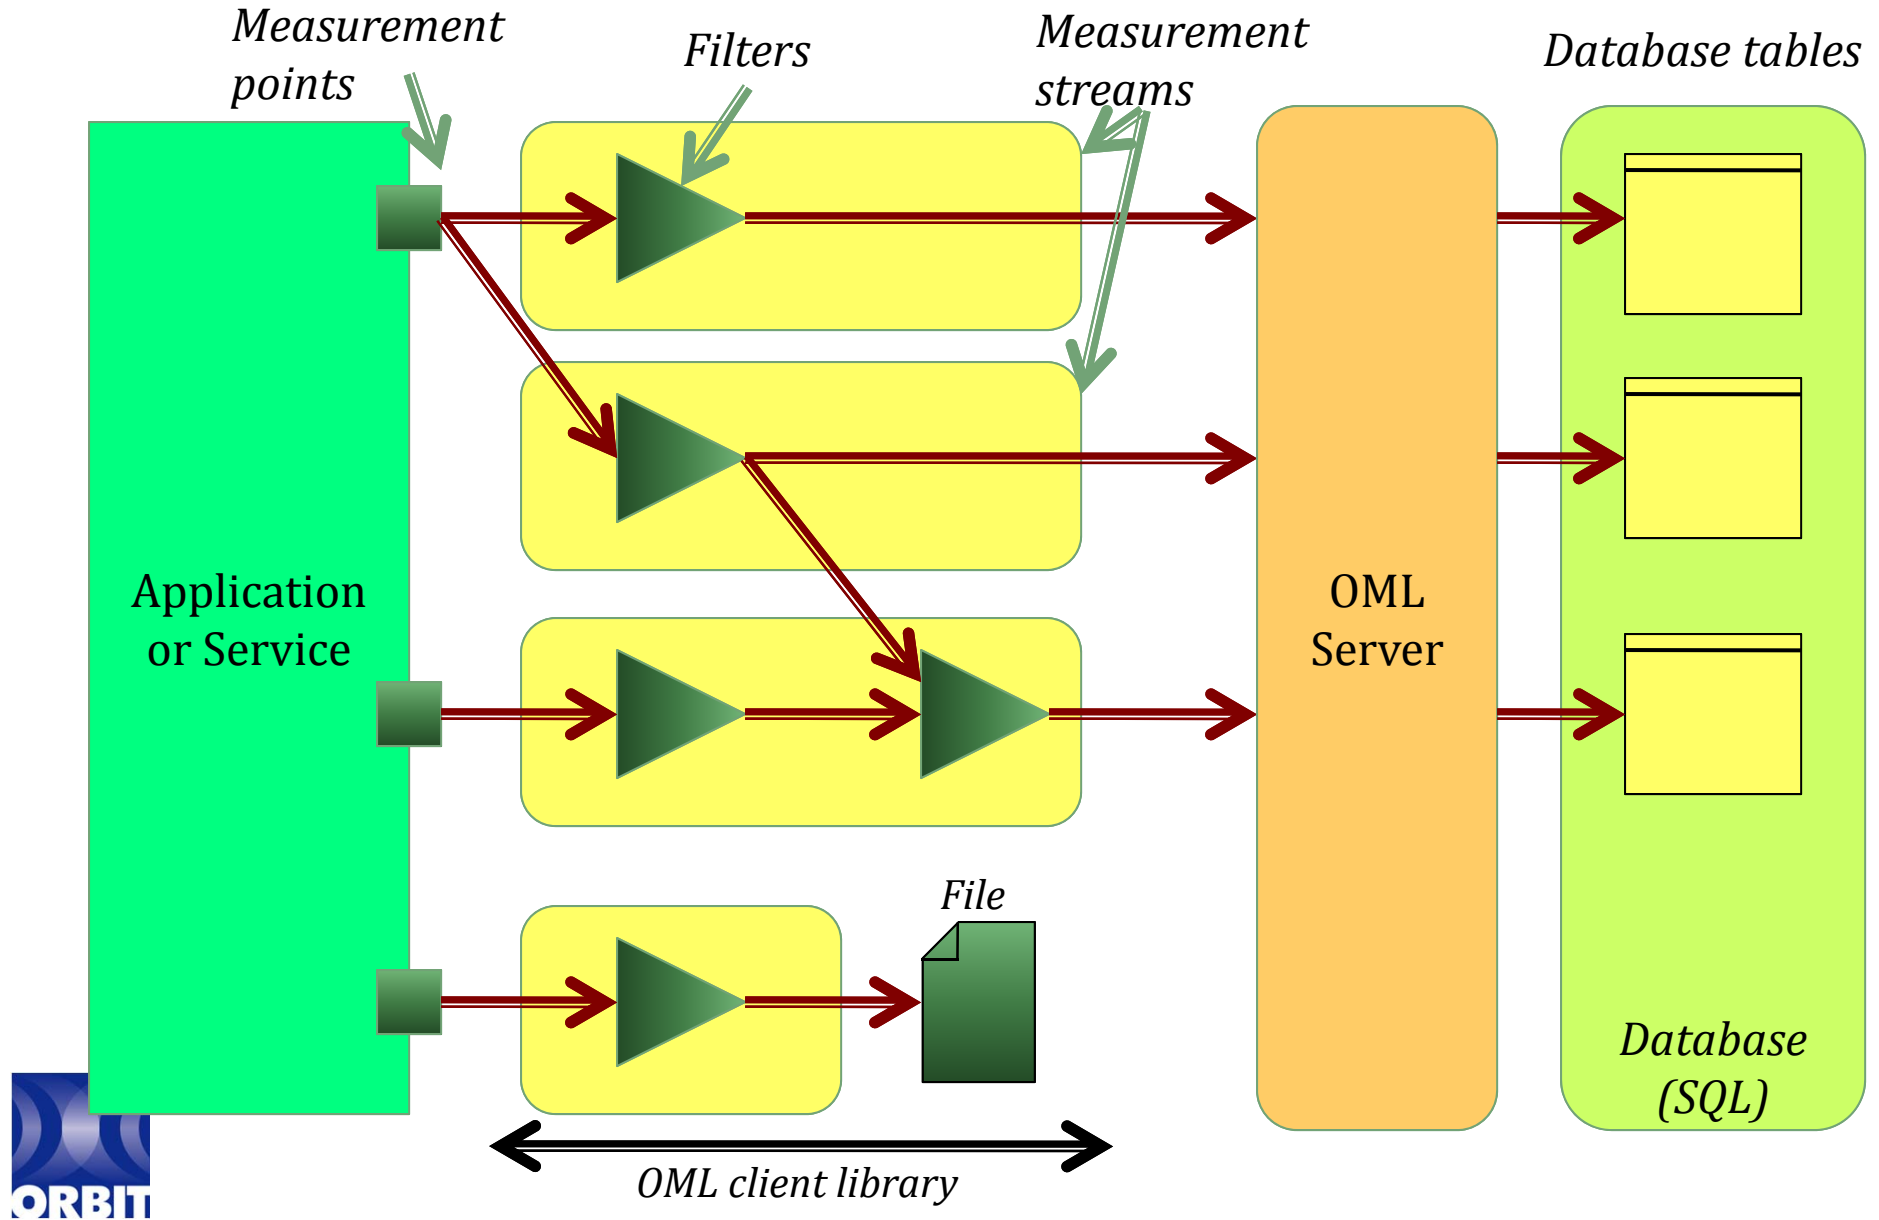 Measurement
points
Filters
Measurement
streams
Database tables
Application
or Service
OML
Server
File
Database
(SQL)
OML client library
ORBIT